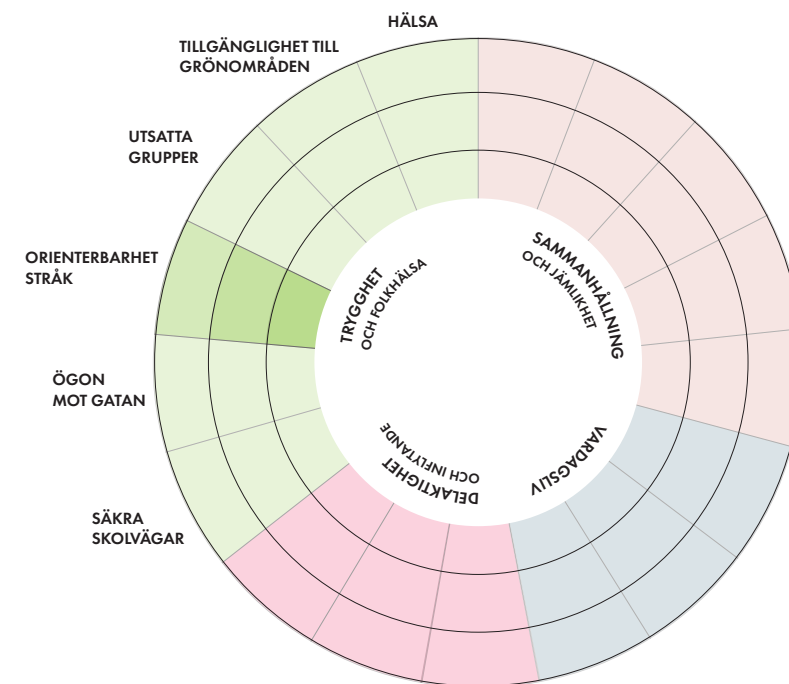 HÄLSA
TILLGÄNGLIGHET TILL
GRÖNOMRÅDEN
UTSATTA
GRUPPER
ORIENTERBARHET
STRÅK
ÖGON
MOT GATAN
SÄKRA
SKOLVÄGAR
TRYGGHET
OCH FOLKHÄLSA
SAMMANHÅLLNING
OCH JÄMLIKHET
DELAKTIGHET
OCH INFLYTANDE
VARDAGSLIV